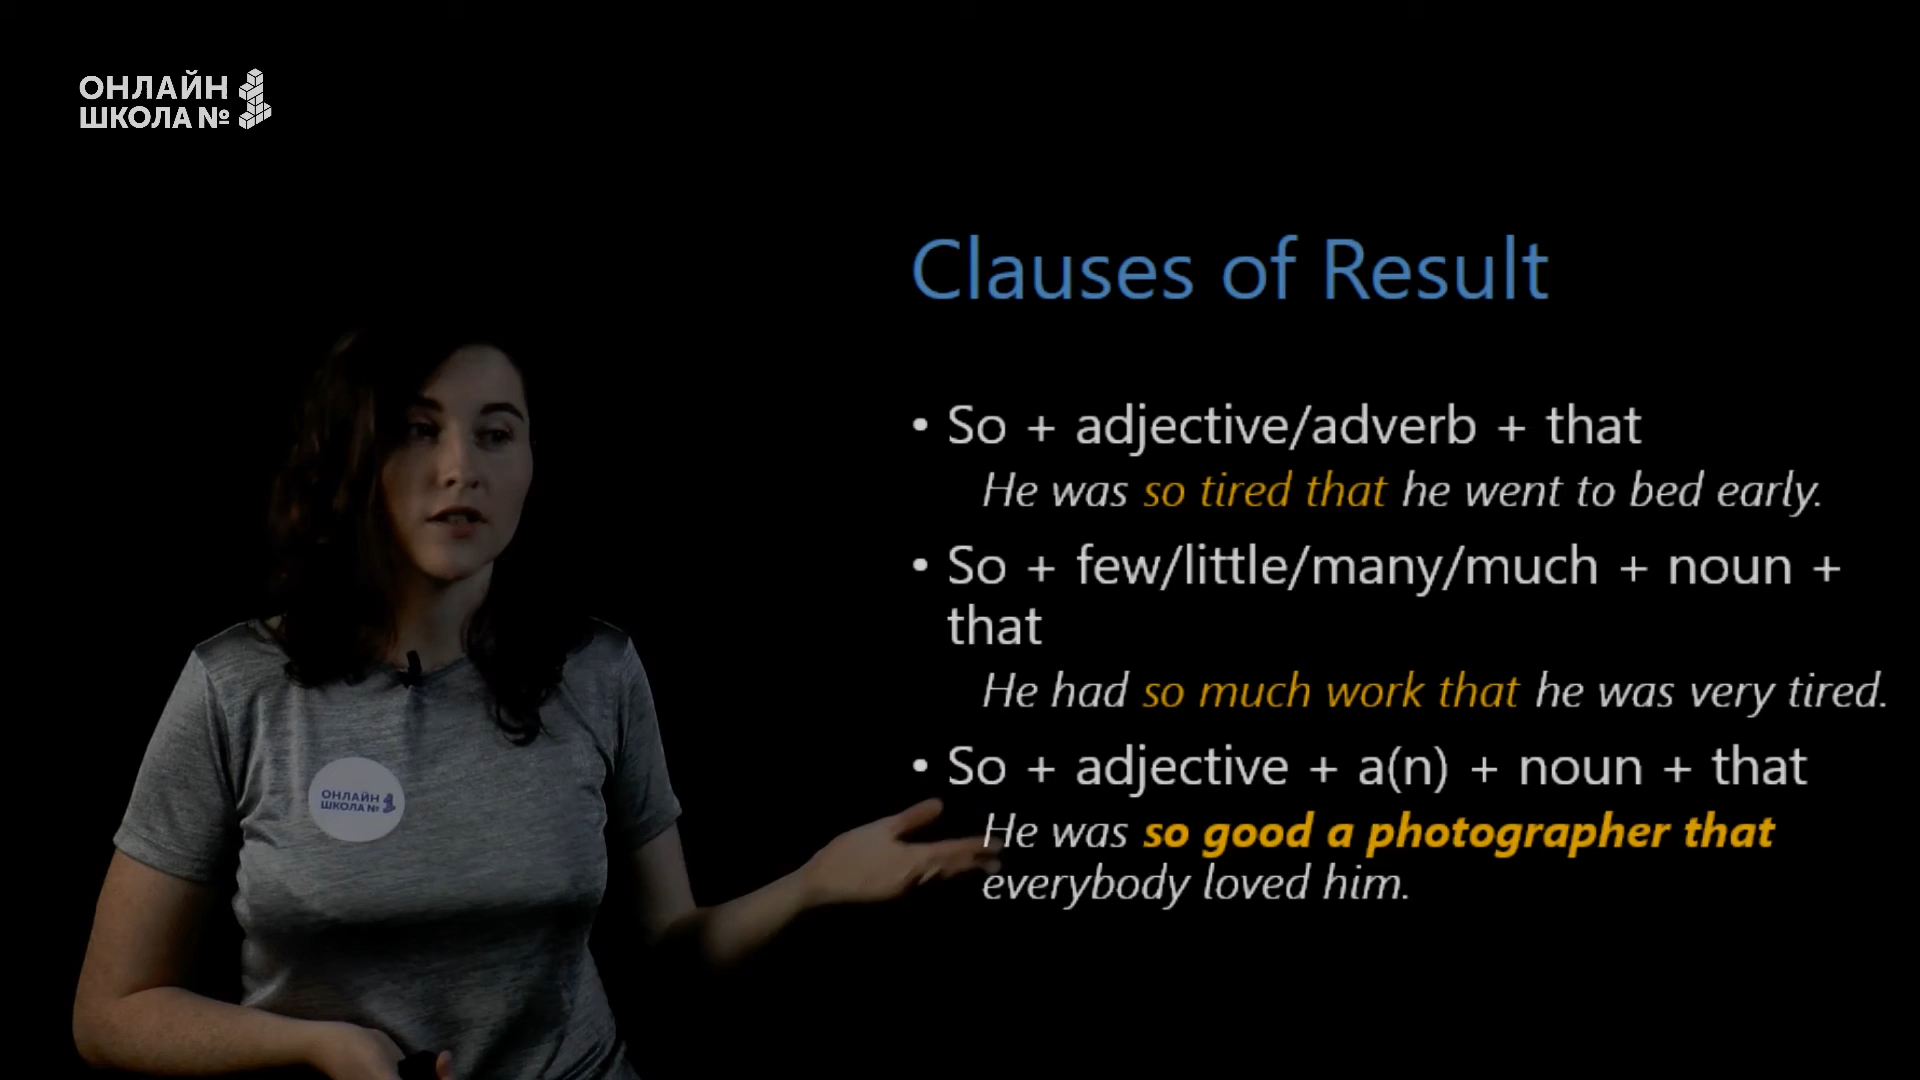 ОНЛАЙН
ШКОЛА №
Clauses of Result
• So + adjective/adverb + that
He was so tired that he went to bed early.
• So + few/little/many/much + noun +
that
He had so much work that he was very tired.
• So + adjective + a(n) + noun + that
He was so good a photographer that
everybody loved him.
ОНЛАЙН
ШКОЛА №